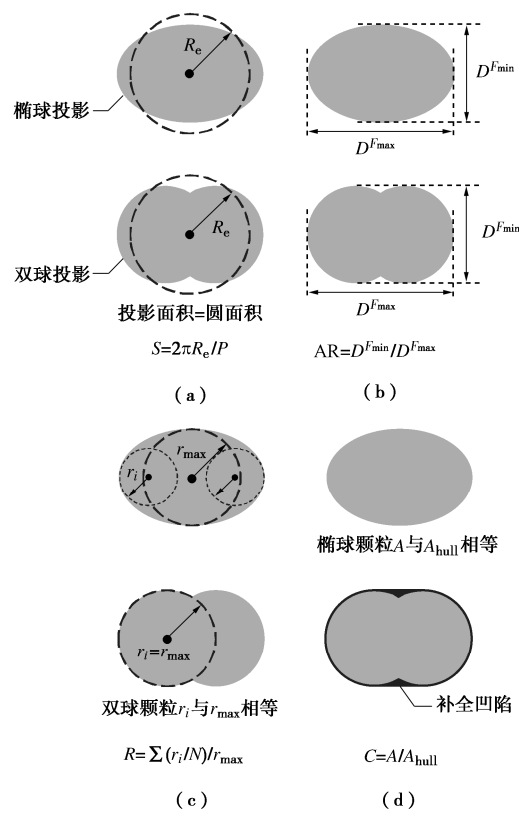 R_e
D^{F_min}
椭球投影
D^{F_max}
R_e
D^{F_min}
双球投影
D^{F_max}
投影面积=圆面积
S=2πR_e/P
AR=D^{F_min}/D^{F_max}
(a)
(b)
r_max
r_i
椭球颗粒A与A_hull相等
r_i=r_max
双球颗粒r_i与r_max相等
补全凹陷
R=∑(r_i/N)/r_max
C=A/A_hull
(c)
(d)